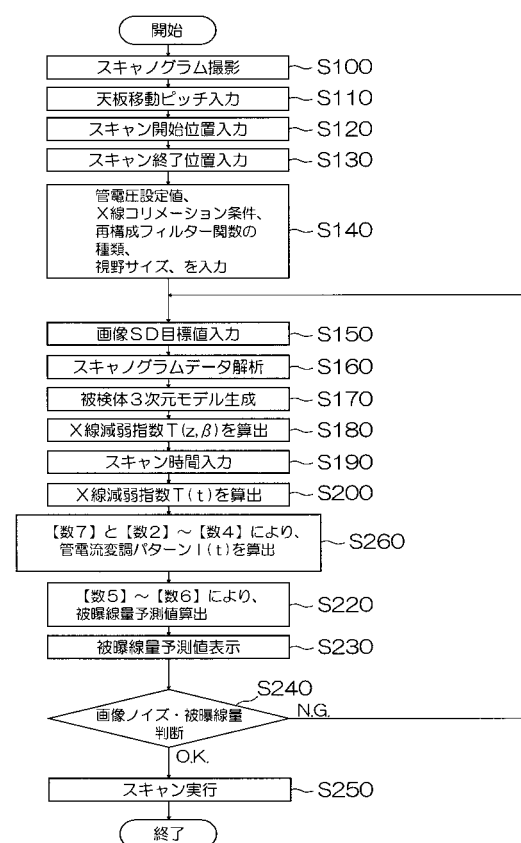 開始
スキャノグラム撮影 S100
天板移動ピッチ入力 S110
スキャン開始位置入力 S120
スキャン終了位置入力 S130
管電圧設定値、
X線コリメーション条件、
再構成フィルター関数の
種類、
視野サイズ、を入力
S140
画像SD目標値入力 S150
スキャノグラムデータ解析 S160
被検体3次元モデル生成 S170
X線減弱指数T(z,β)を算出 S180
スキャン時間入力 S190
X線減弱指数T(t)を算出 S200
【数7】と【数2】~【数4】により、
管電流変調パターンI(t)を算出
S260
【数5】~【数6】により、
被曝線量予測値算出
S220
被曝線量予測値表示 S230
S240
画像ノイズ・被曝線量
判断
N.G.
O.K.
スキャン実行 S250
終了